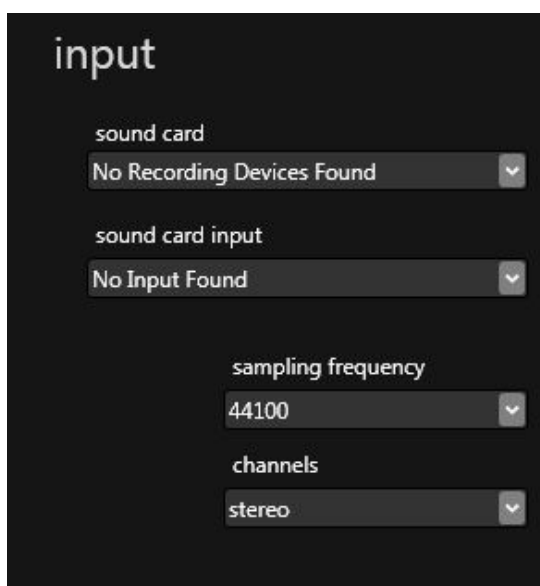 input
sound card
No Recording Devices Found
sound card input
No Input Found
sampling frequency
44100
channels
stereo